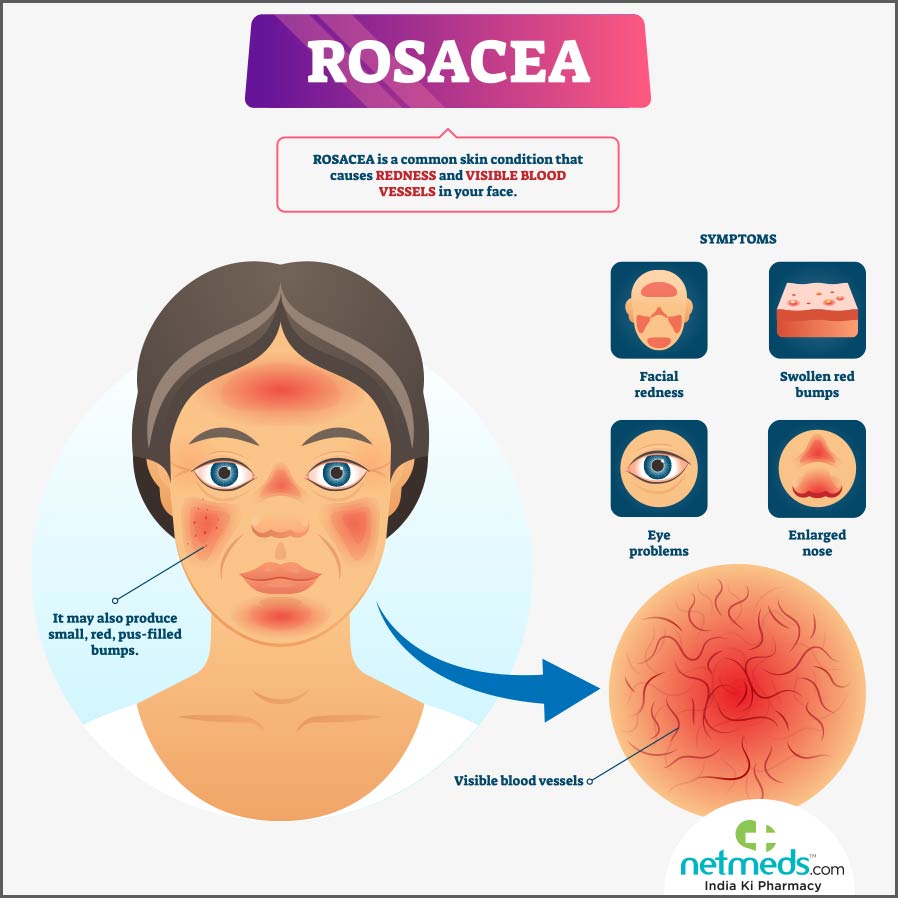 ROSACEA
ROSACEA is a common skin condition that
causes REDNESS and VISIBLE BLOOD
VESSELS in your face.
SYMPTOMS
Facial
redness
Swollen red
bumps
Eye
problems
Enlarged
nose
It may also produce
small, red, pus-filled
bumps.
Visible blood vessels
netmeds.com™
India Ki Pharmacy